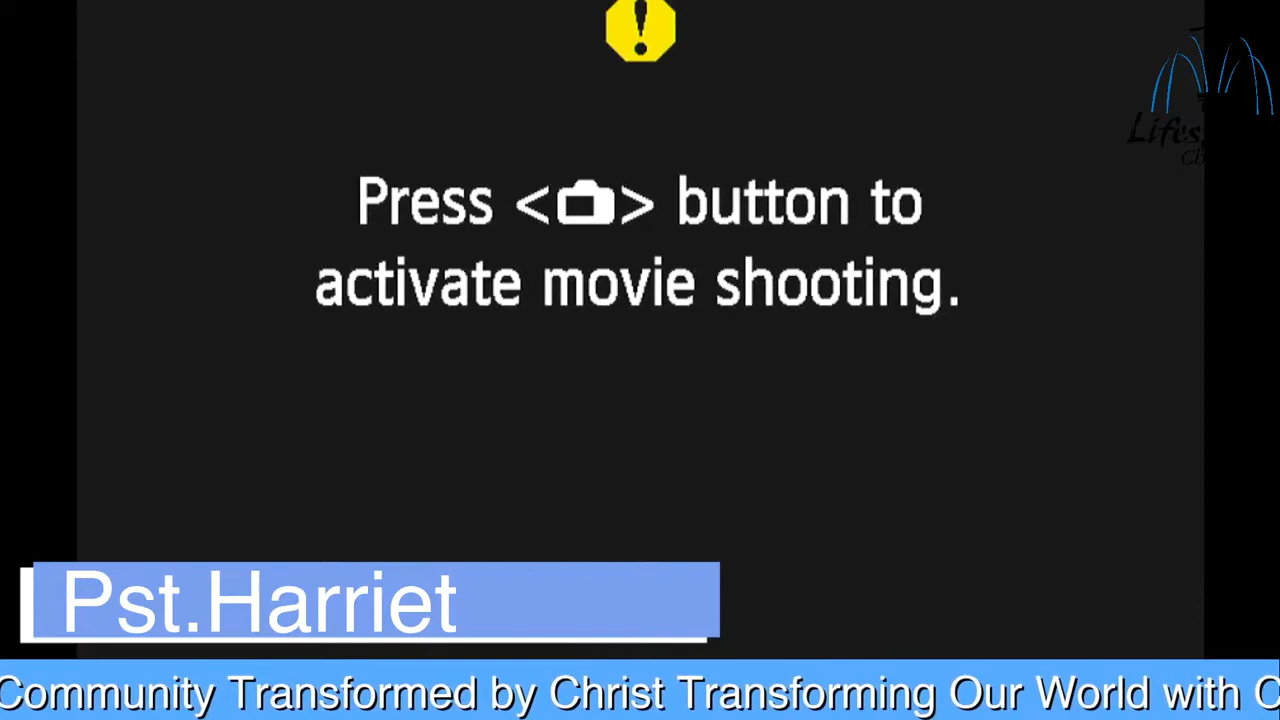 Press < > button to
activate movie shooting.
Pst.Harriet
Community Transformed by Christ Transforming Our World with C